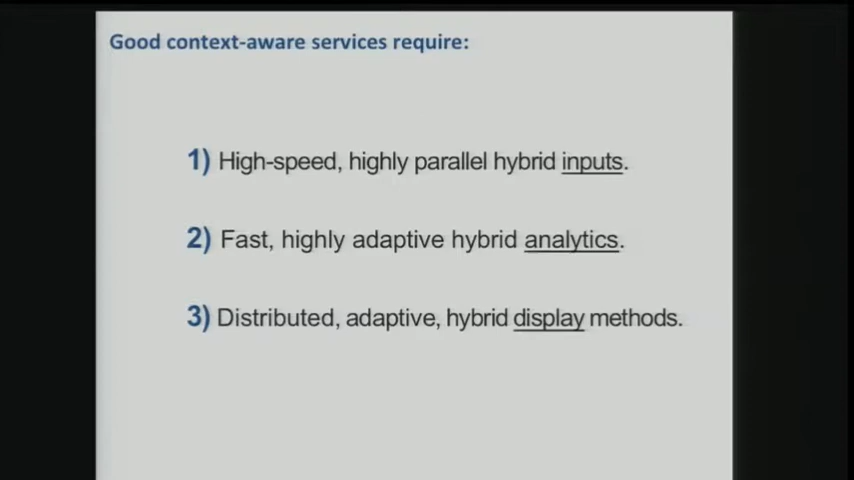 Good context-aware services require:
1) High-speed, highly parallel hybrid inputs.
2) Fast, highly adaptive hybrid analytics.
3) Distributed, adaptive, hybrid display methods.